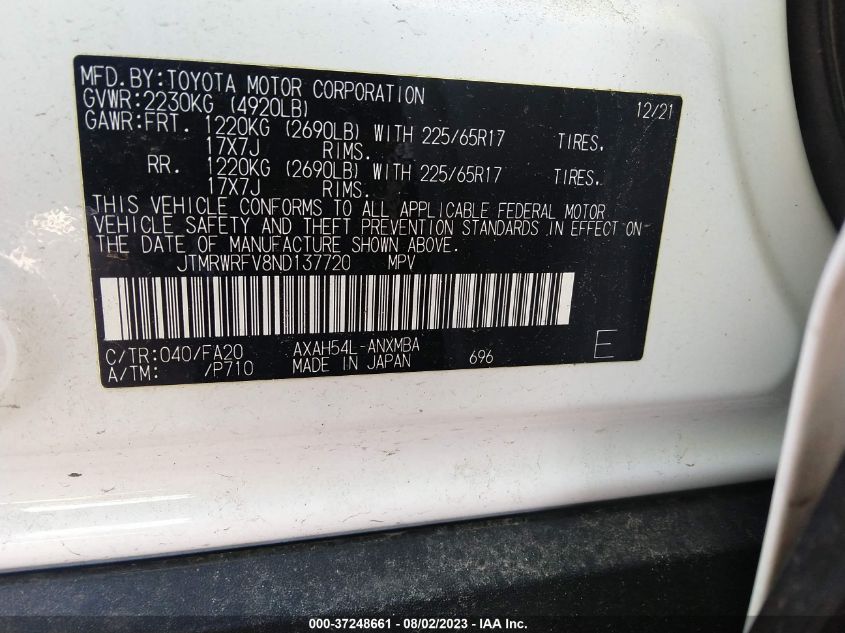 MFD.BY:TOYOTA MOTOR CORPORATION 12/21
GVWR:2230KG (4920LB)
GAWR:FRT. 1220KG (2690LB) WITH 225/65R17 TIRES.
17X7J RIMS.
RR. 1220KG (2690LB) WITH 225/65R17 TIRES.
17X7J RIMS.
THIS VEHICLE CONFORMS TO ALL APPLICABLE FEDERAL MOTOR
VEHICLE SAFETY AND THEFT PREVENTION STANDARDS IN EFFECT ON
THE DATE OF MANUFACTURE SHOWN ABOVE.
JTMRWRFV8ND137720 MPV
C/TR:040/FA20 AXAH54L-ANXMBA
A/TM: /P710 MADE IN JAPAN 696 E
000-37248661 - 08/02/2023 - IAA Inc.